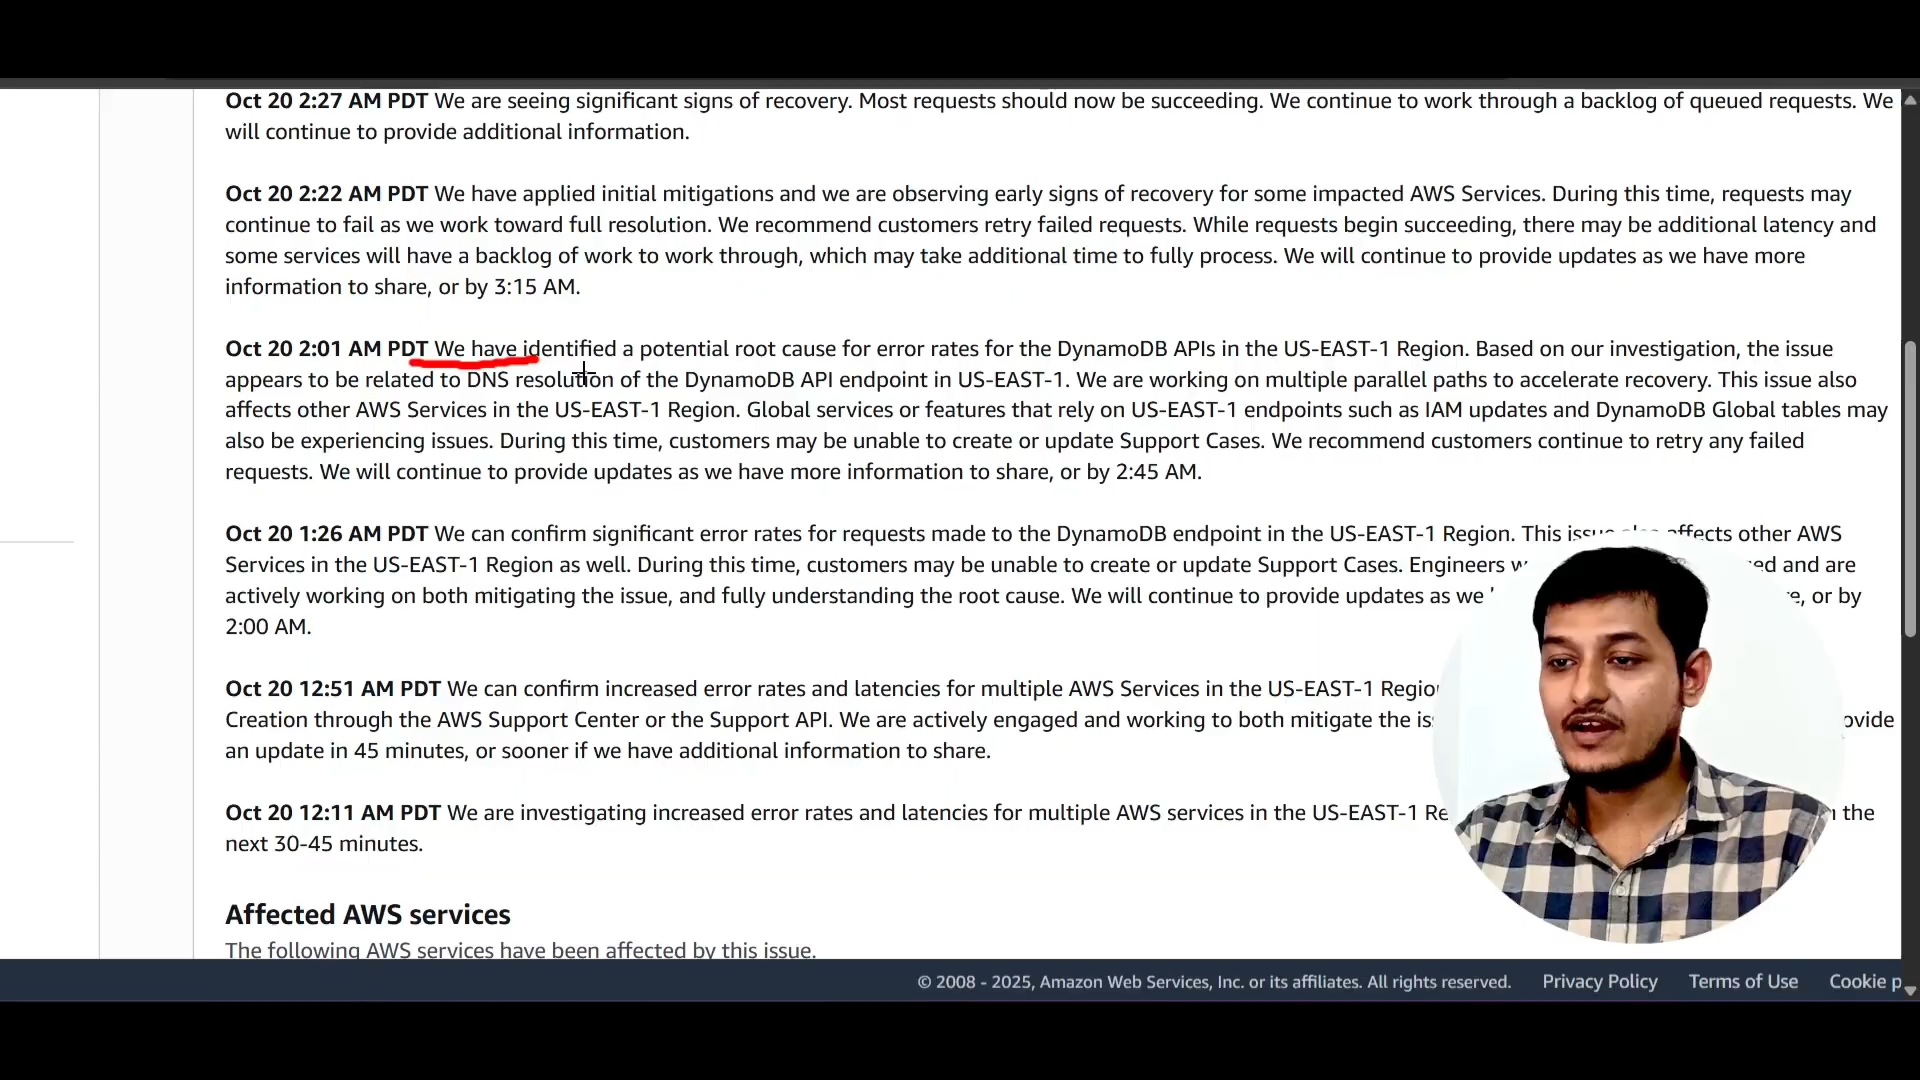 Oct 20 2:27 AM PDT We are seeing significant signs of recovery. Most requests should now be succeeding. We continue to work through a backlog of queued requests. We
will continue to provide additional information.
Oct 20 2:22 AM PDT We have applied initial mitigations and we are observing early signs of recovery for some impacted AWS Services. During this time, requests may
continue to fail as we work toward full resolution. We recommend customers retry failed requests. While requests begin succeeding, there may be additional latency and
some services will have a backlog of work to work through, which may take additional time to fully process. We will continue to provide updates as we have more
information to share, or by 3:15 AM.
Oct 20 2:01 AM PDT We have identified a potential root cause for error rates for the DynamoDB APIs in the US-EAST-1 Region. Based on our investigation, the issue
appears to be related to DNS resolution of the DynamoDB API endpoint in US-EAST-1. We are working on multiple parallel paths to accelerate recovery. This issue also
affects other AWS Services in the US-EAST-1 Region. Global services or features that rely on US-EAST-1 endpoints such as IAM updates and DynamoDB Global tables may
also be experiencing issues. During this time, customers may be unable to create or update Support Cases. We recommend customers continue to retry any failed
requests. We will continue to provide updates as we have more information to share, or by 2:45 AM.
Oct 20 1:26 AM PDT We can confirm significant error rates for requests made to the DynamoDB endpoint in the US-EAST-1 Region. This issue also affects other AWS
Services in the US-EAST-1 Region as well. During this time, customers may be unable to create or update Support Cases. Engineers and are
actively working on both mitigating the issue, and fully understanding the root cause. We will continue to provide updates as we or by
2:00 AM.
Oct 20 12:51 AM PDT We can confirm increased error rates and latencies for multiple AWS Services in the US-EAST-1 Region
Creation through the AWS Support Center or the Support API. We are actively engaged and working to both mitigate the
an update in 45 minutes, or sooner if we have additional information to share.
Oct 20 12:11 AM PDT We are investigating increased error rates and latencies for multiple AWS services in the US-EAST-1 the
next 30-45 minutes.
Affected AWS services
The following AWS services have been affected by this issue.
© 2008 - 2025, Amazon Web Services, Inc. or its affiliates. All rights reserved. Privacy Policy Terms of Use Cookie p